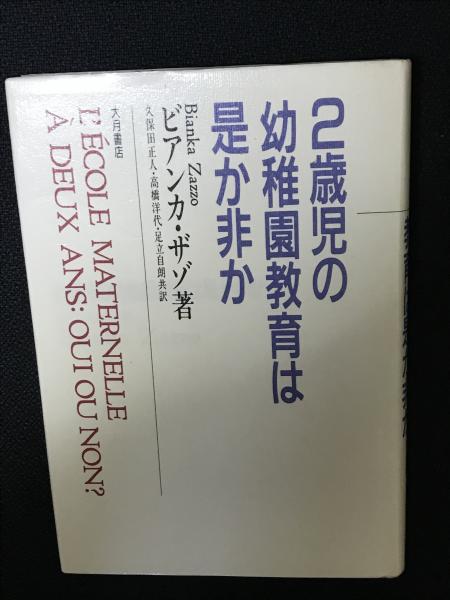 2歳児の
幼稚園教育は
是か非か
Bianka Zazzo
ビアンカ・ザゾ著
久保田正人・高橋洋代・足立自朗共訳
大月書店
L'ÉCOLE MATERNELLE
À DEUX ANS: OUI OU NON?